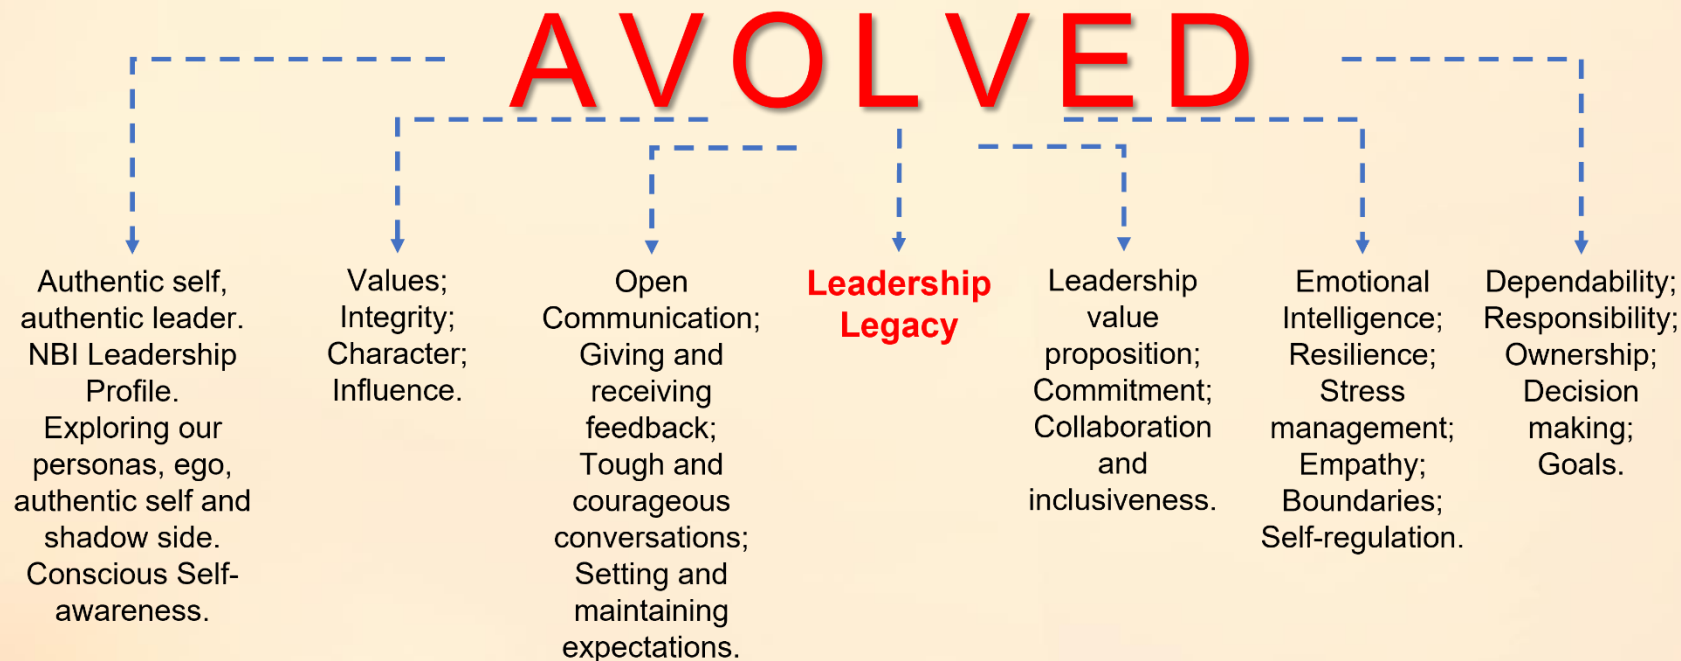 AVOLVED
Authentic self,
authentic leader.
NBI Leadership
Profile.
Exploring our
personas, ego,
authentic self and
shadow side.
Conscious Self-
awareness.
Values;
Integrity;
Character;
Influence.
Open
Communication;
Giving and
receiving
feedback;
Tough and
courageous
conversations;
Setting and
maintaining
expectations.
Leadership
Legacy
Leadership
value
proposition;
Commitment;
Collaboration
and
inclusiveness.
Emotional
Intelligence;
Resilience;
Stress
management;
Empathy;
Boundaries;
Self-regulation.
Dependability;
Responsibility;
Ownership;
Decision
making;
Goals.